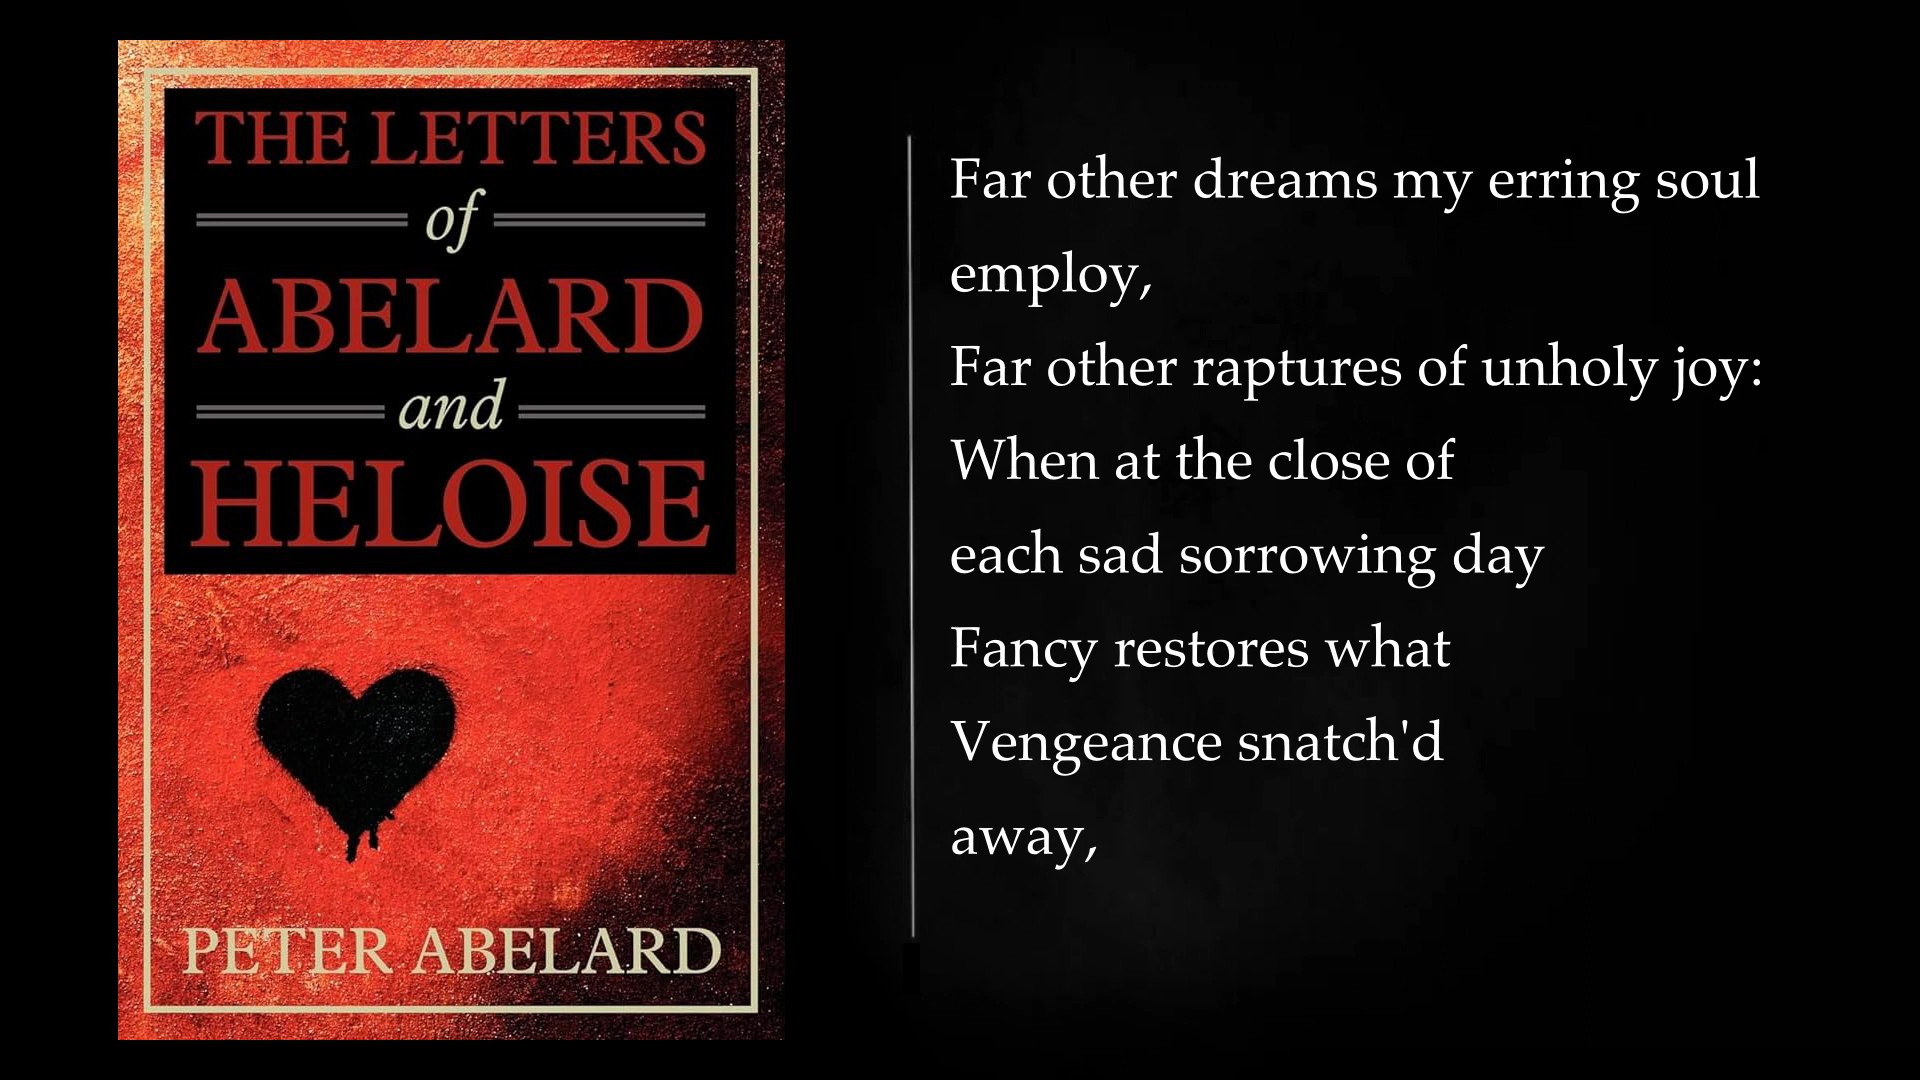 THE LETTERS
of
ABELARD
and
HELOISE
PETER ABELARD
Far other dreams my erring soul
employ,
Far other raptures of unholy joy:
When at the close of
each sad sorrowing day
Fancy restores what
Vengeance snatch'd
away,